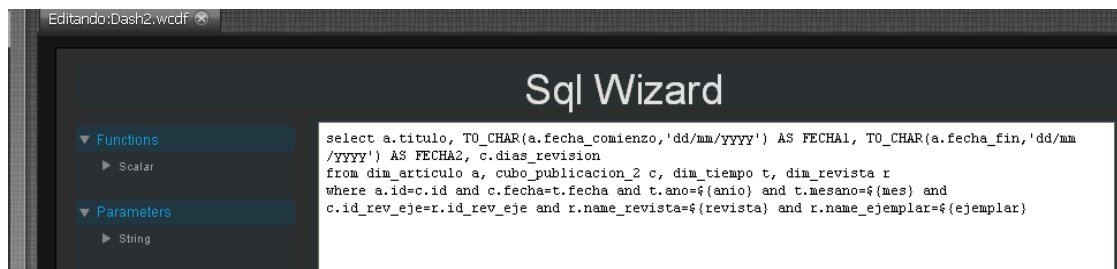 Editando:Dash2.wcdf
Sql Wizard
Functions
Scalar
Parameters
String
select a.titulo, TO_CHAR(a.fecha_comienzo,'dd/mm/yyyy') AS FECHA1, TO_CHAR(a.fecha_fin,'dd/mm
/yyyy') AS FECHA2, c.dias_revision
from dim_articulo a, cubo_publicacion_2 c, dim_tiempo t, dim_revista r
where a.id=c.id and c.fecha=t.fecha and t.ano=${anio} and t.mesano=${mes} and
c.id_rev_eje=r.id_rev_eje and r.name_revista=${revista} and r.name_ejemplar=${ejemplar}